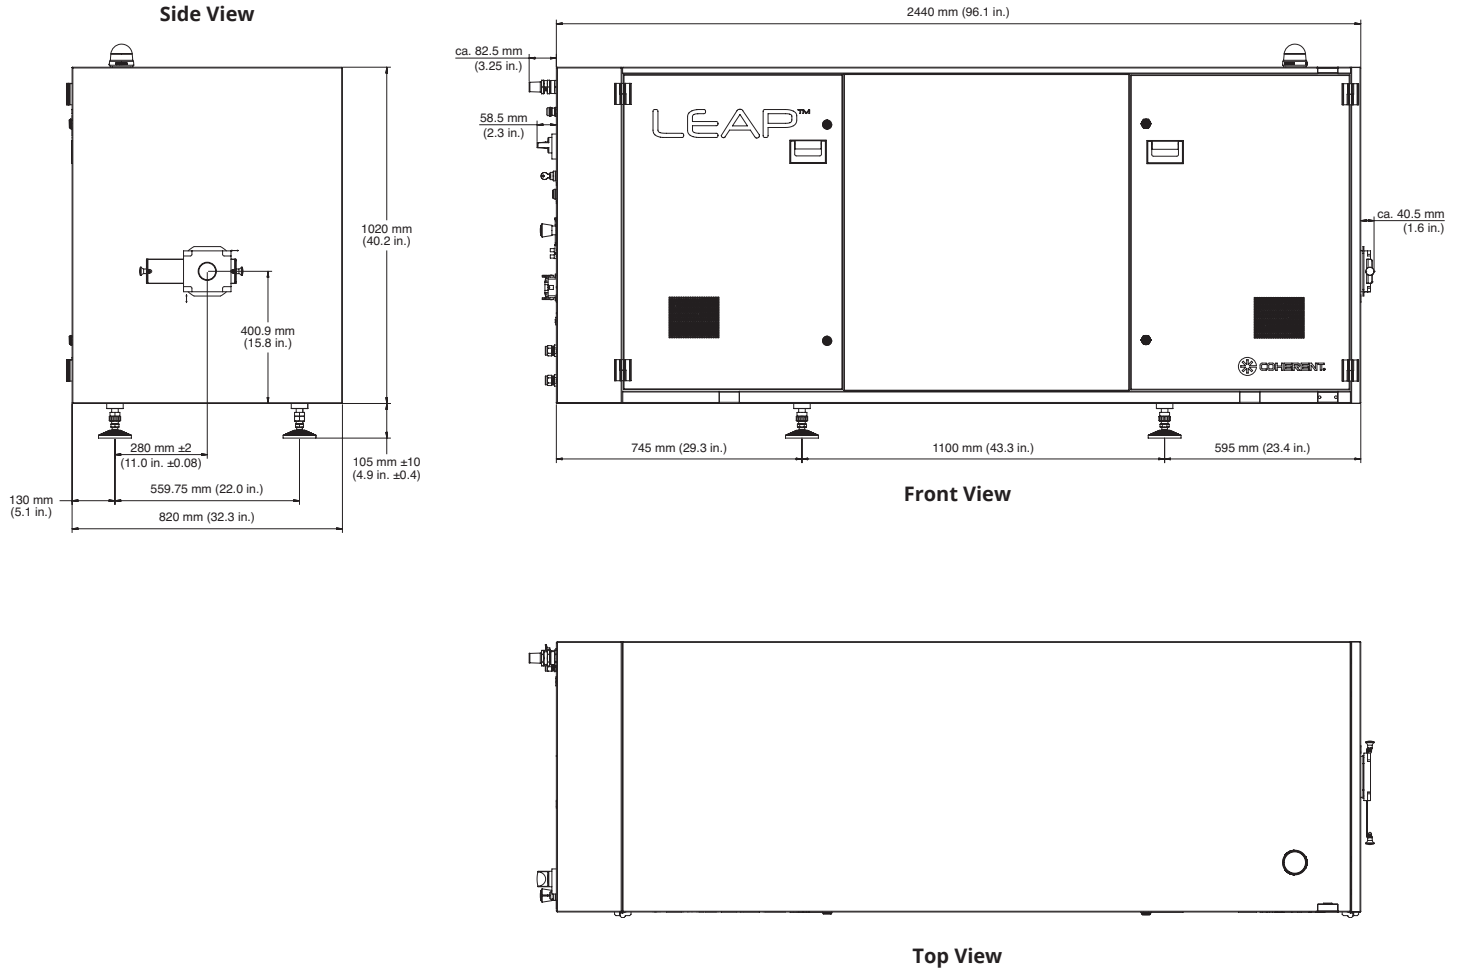 Side View
1020 mm
(40.2 in.)
400.9 mm
(15.8 in.)
280 mm ±2
(11.0 in. ±0.08)
105 mm ±10
(4.9 in. ±0.4)
559.75 mm (22.0 in.)
130 mm
(5.1 in.)
820 mm (32.3 in.)
2440 mm (96.1 in.)
ca. 82.5 mm
(3.25 in.)
58.5 mm
(2.3 in.)
LEAP™
ca. 40.5 mm
(1.6 in.)
COHERENT.
745 mm (29.3 in.)
1100 mm (43.3 in.)
595 mm (23.4 in.)
Front View
Top View